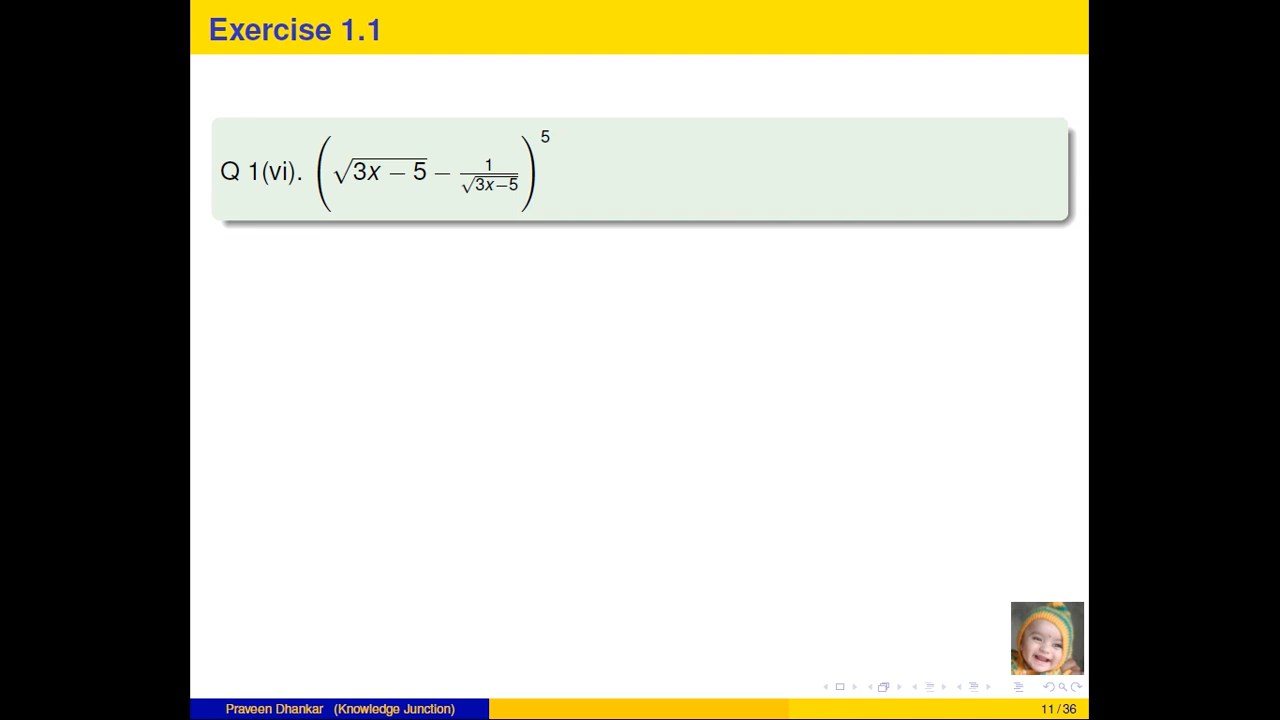 Exercise 1.1
Q 1(vi). (√(3x − 5) − 1/√(3x−5))^5
Praveen Dhankar (Knowledge Junction)
11 / 36